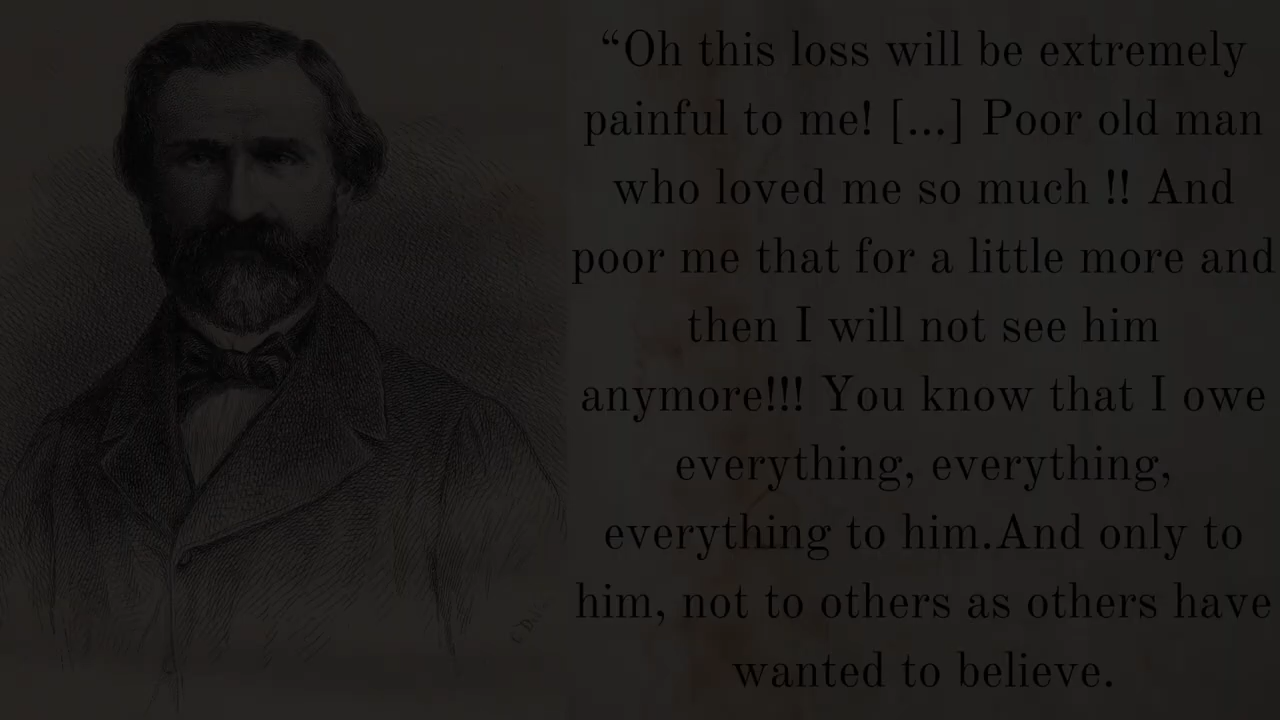 “Oh this loss will be extremely
painful to me! [...] Poor old man
who loved me so much !! And
poor me that for a little more and
then I will not see him
anymore!!! You know that I owe
everything, everything,
everything to him.And only to
him, not to others as others have
wanted to believe.